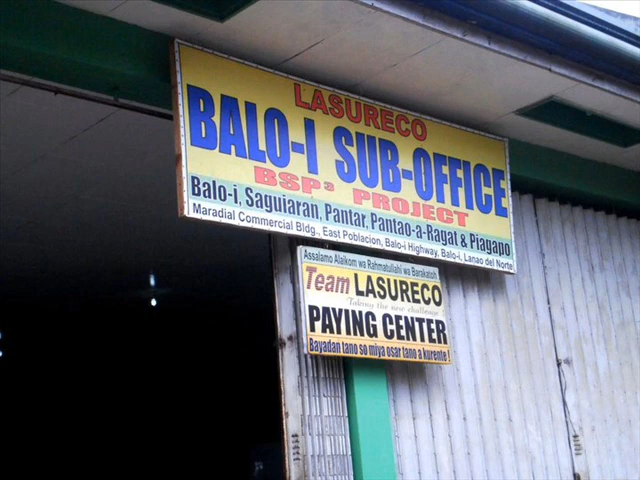 LASURECO
BALO-I SUB-OFFICE
BSP³ PROJECT
Balo-i, Saguiaran, Pantar, Pantao-a-Ragat & Piagapo
Maradial Commercial Bldg., East Poblacion, Balo-i Highway, Balo-i, Lanao del Norte
Assalamo Alaikom wa Rahmatullahi wa Barakatoh
Team LASURECO
"Taking the new challenge"
PAYING CENTER
Bayadan tano so miya osar tano a kurente!